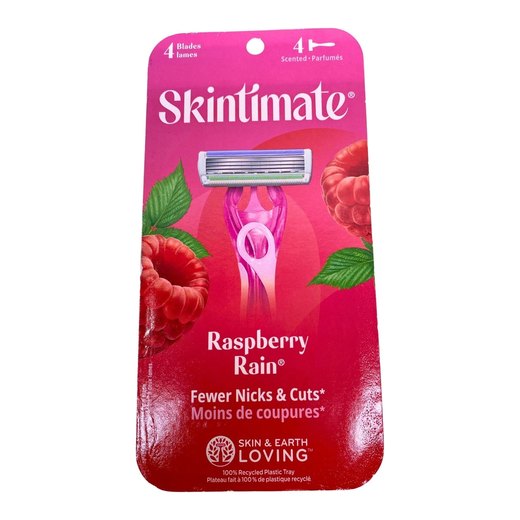 4 Blades
lames
4
Scented • Parfumés
Skintimate®
Raspberry
Rain®
Fewer Nicks & Cuts*
Moins de coupures*
SKIN & EARTH
LOVING™
100% Recycled Plastic Tray
Plateau fait à 100% de plastique recyclé